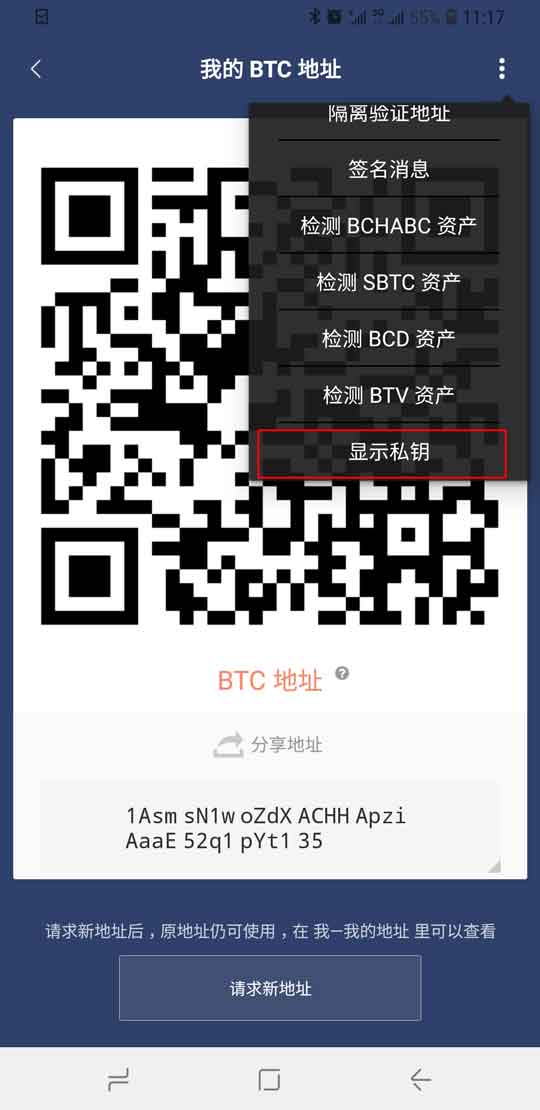 55% 11:17
我的 BTC 地址
隔离验证地址
签名消息
检测 BCHABC 资产
检测 SBTC 资产
检测 BCD 资产
检测 BTV 资产
显示私钥
BTC 地址 ?
分享地址
1Asm sN1w oZdX ACHH Apzi
AaaE 52q1 pYt1 35
请求新地址后，原地址仍可使用，在 我—我的地址 里可以查看
请求新地址